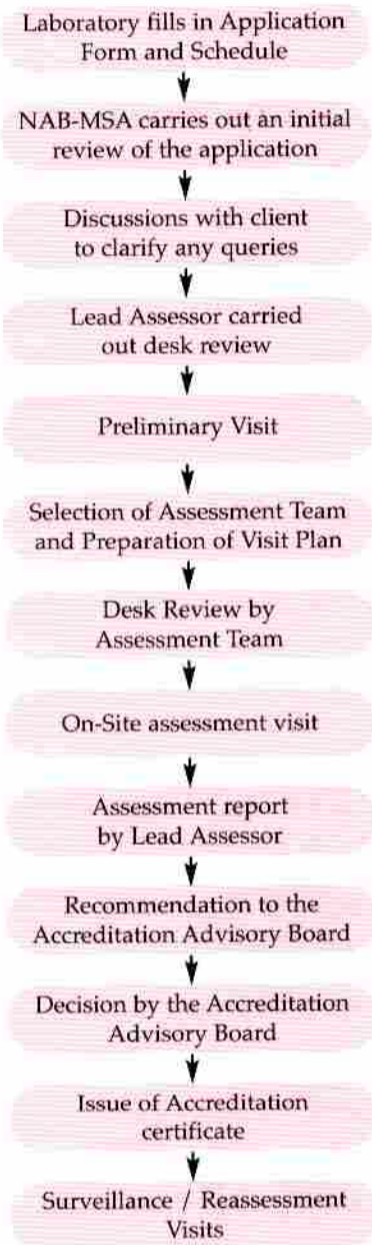 Laboratory fills in Application
Form and Schedule
NAB-MSA carries out an initial
review of the application
Discussions with client
to clarify any queries
Lead Assessor carried
out desk review
Preliminary Visit
Selection of Assessment Team
and Preparation of Visit Plan
Desk Review by
Assessment Team
On-Site assessment visit
Assessment report
by Lead Assessor
Recommendation to the
Accreditation Advisory Board
Decision by the Accreditation
Advisory Board
Issue of Accreditation
certificate
Surveillance / Reassessment
Visits